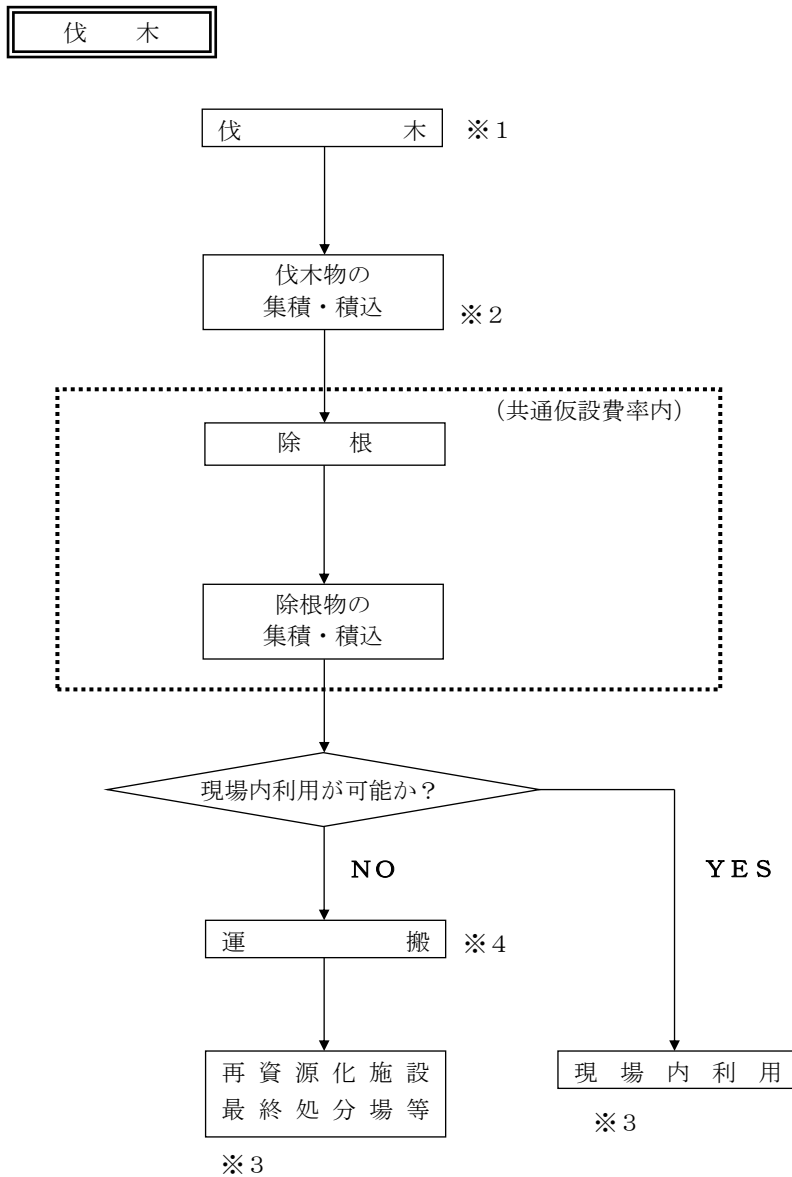 伐　木
伐　木 ※１
伐木物の
集積・積込 ※２
（共通仮設費率内）
除　根
除根物の
集積・積込
現場内利用が可能か？
NO
YES
運　搬 ※４
再資源化施設
最終処分場等
※３
現場内利用
※３